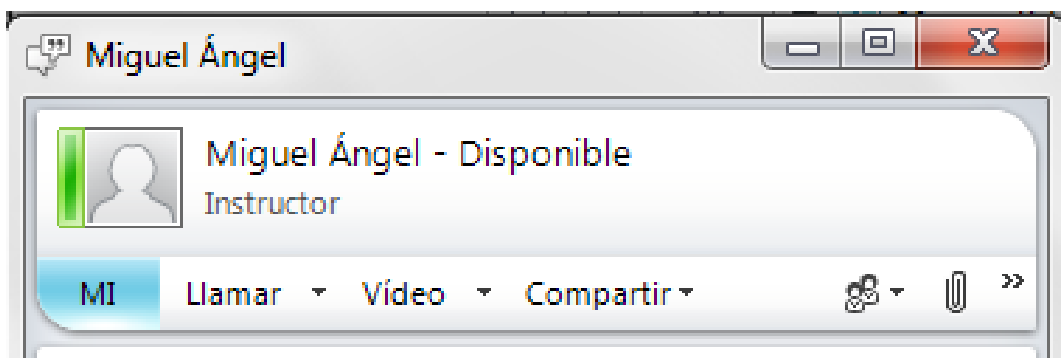 Miguel Ángel
Miguel Ángel - Disponible
Instructor
MI Llamar Vídeo Compartir